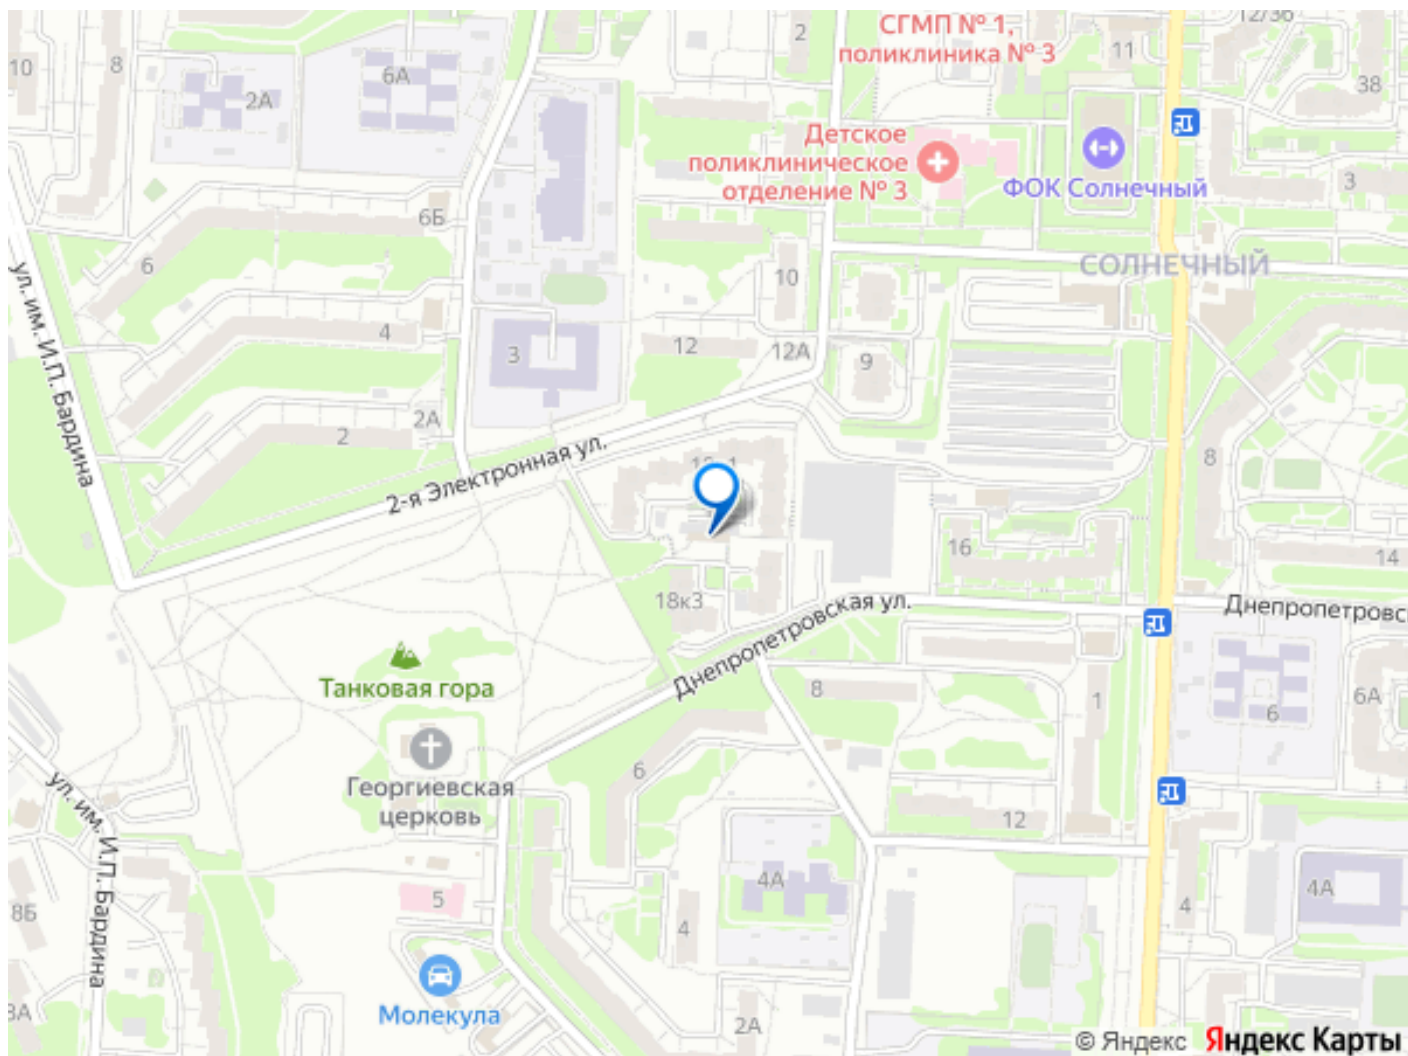 СГМП № 1,
поликлиника № 3
2
11
12/36
10
8
6А
2А
38
Детское
поликлиническое
отделение № 3
ФОК Солнечный
3
6Б
6
СОЛНЕЧНЫЙ
10
ул. им. И.П. Бардина
4
3
12
12А
9
2А
2
2-я Электронная ул.
8
16
14
18к3
Днепропетровская ул.
Днепропетровс
Танковая гора
8
1
6А
6
Георгиевская
церковь
6
12
ул. им. И.П. Бардина
4А
4А
5
8Б
4
4
Молекула
2А
© Яндекс
Яндекс Карты